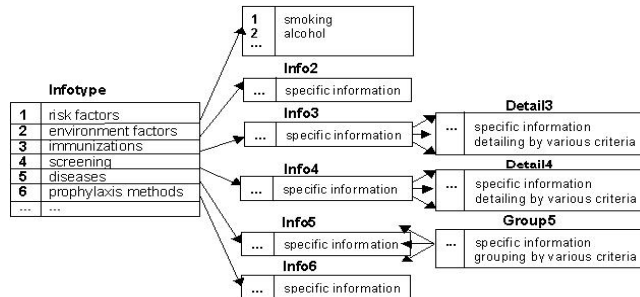 1 smoking
2 alcohol
...
Infotype
1 risk factors
2 environment factors
3 immunizations
4 screening
5 diseases
6 prophylaxis methods
... ...
Info2
... specific information
Info3
... specific information
Detail3
... specific information
detailing by various criteria
Info4
... specific information
Detail4
... specific information
detailing by various criteria
Info5
... specific information
Group5
... specific information
grouping by various criteria
Info6
... specific information